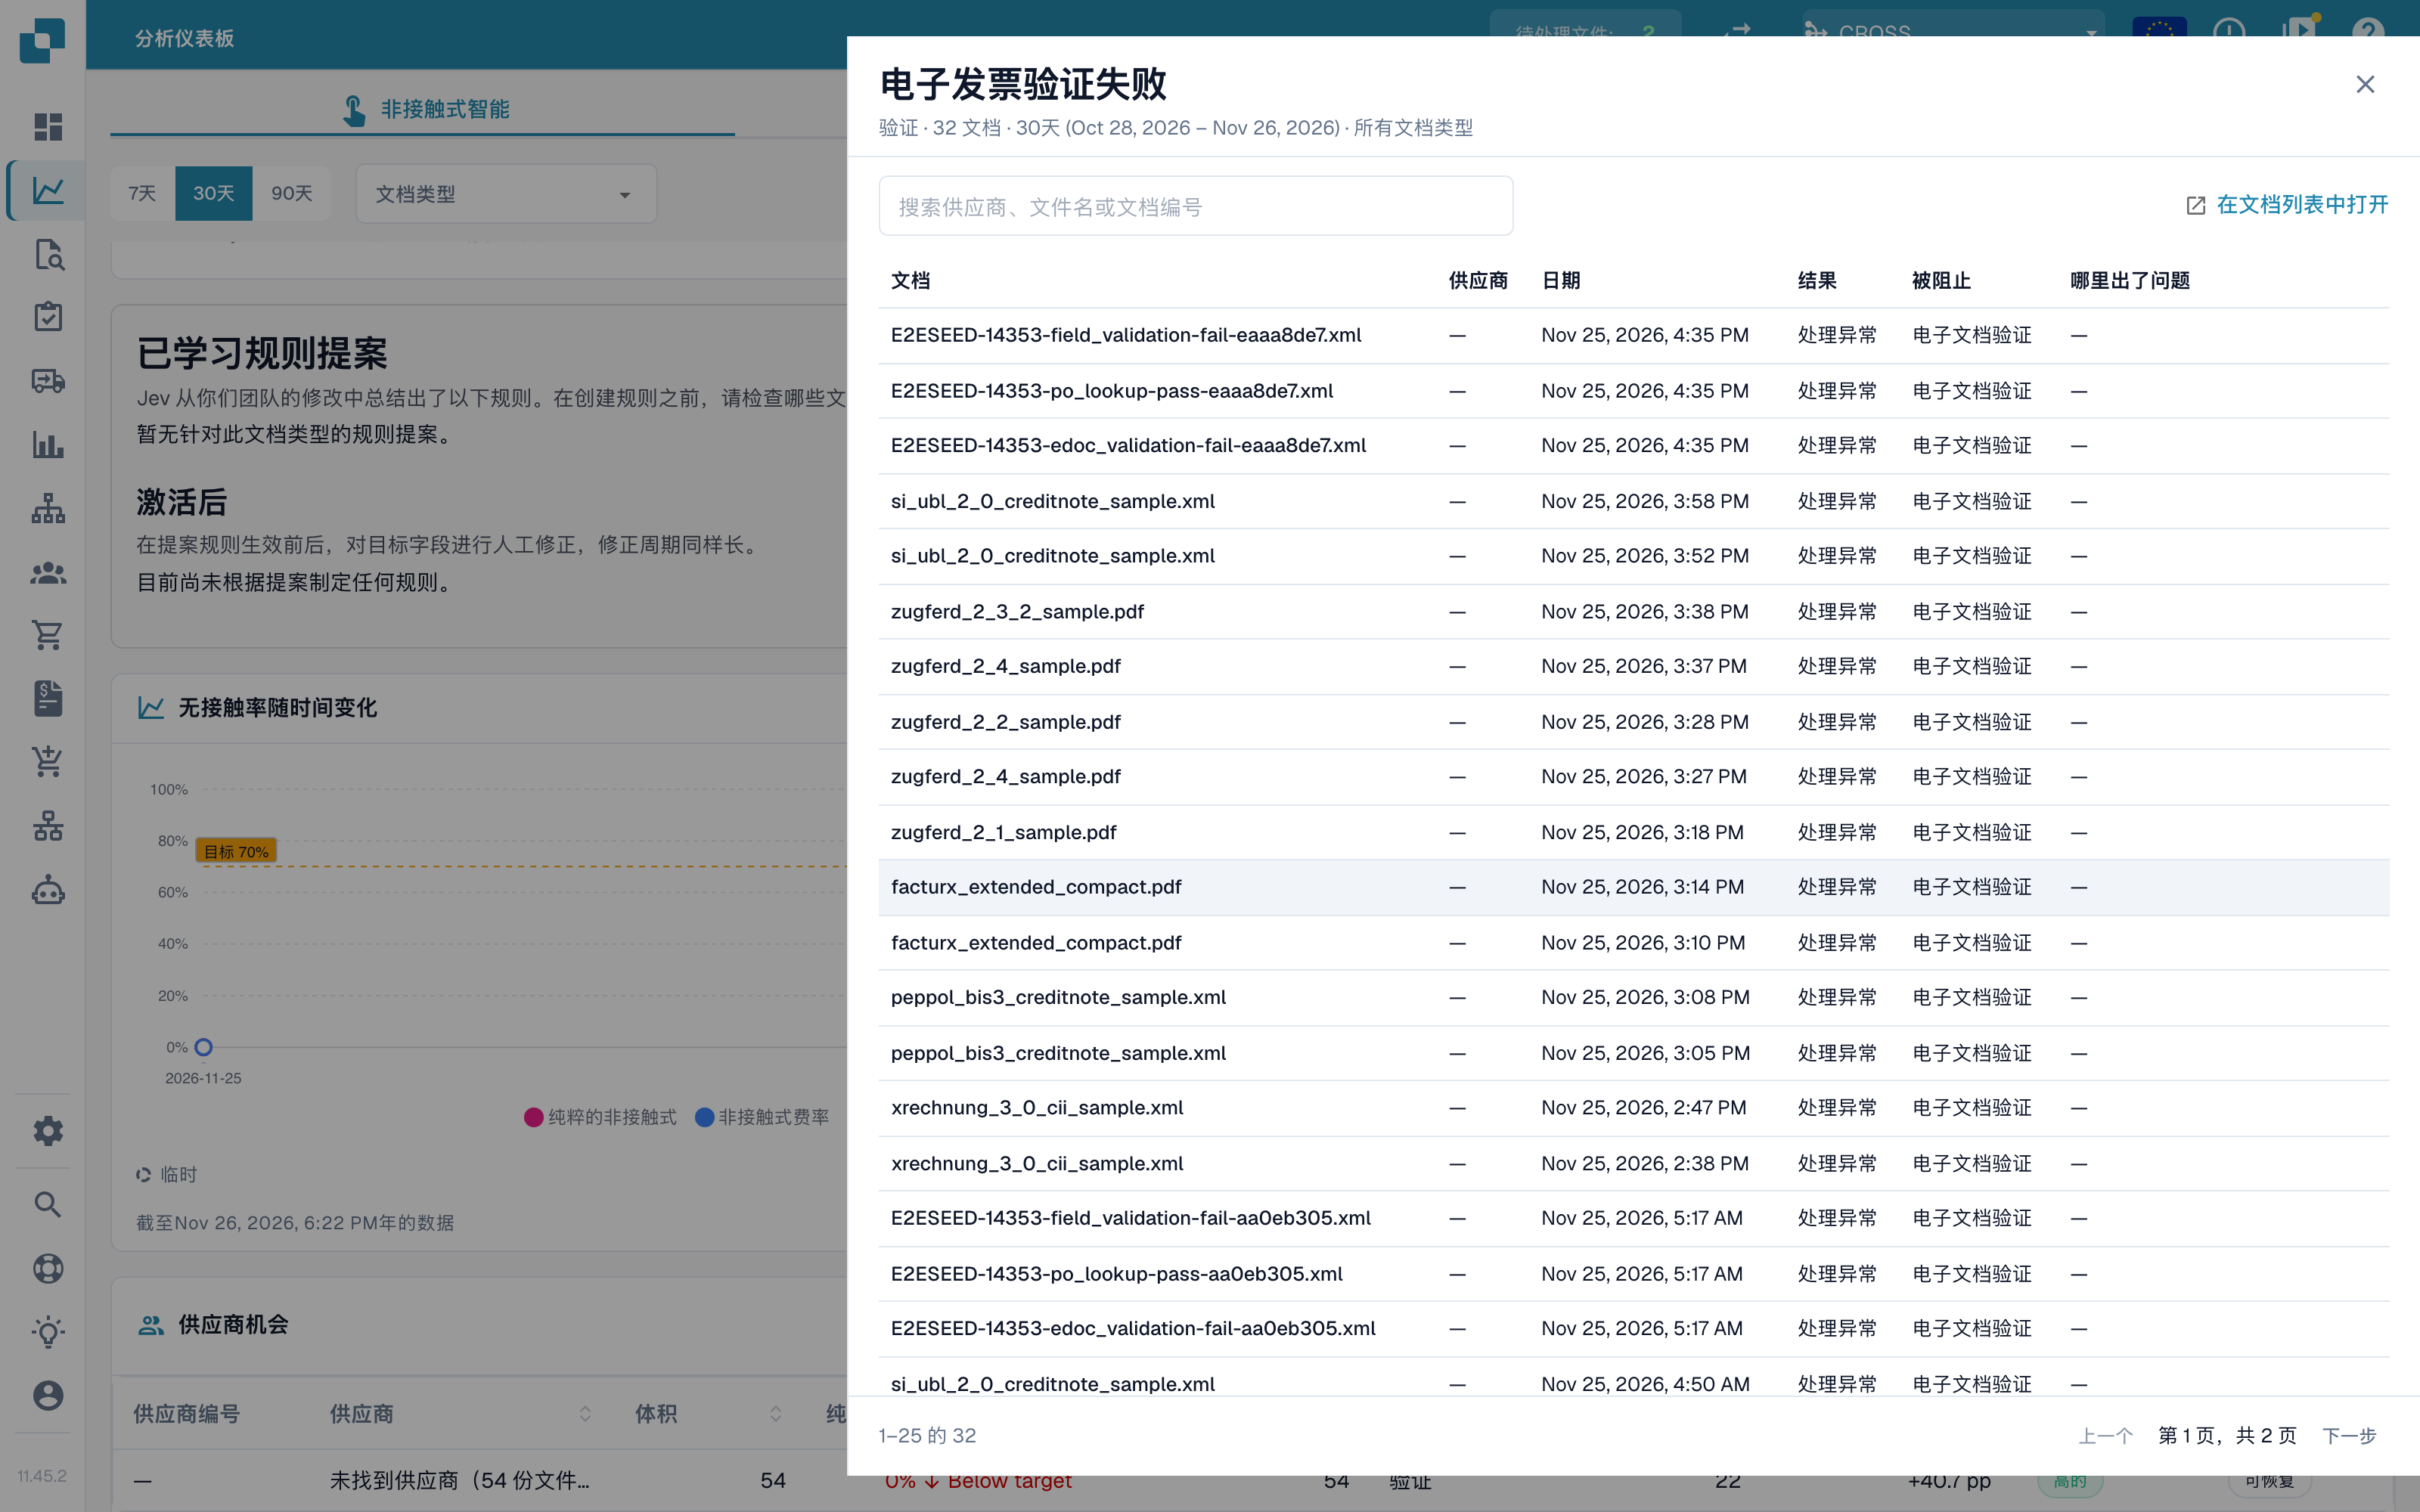 分析仪表板
待处理文件: 2
CROSS
非接触式智能
7天
30天
90天
文档类型
已学习规则提案
Jev 从你们团队的修改中总结出了以下规则。在创建规则之前，请检查哪些文
暂无针对此文档类型的规则提案。
激活后
在提案规则生效前后，对目标字段进行人工修正，修正周期同样长。
目前尚未根据提案制定任何规则。
无接触率随时间变化
100%
80%
目标 70%
60%
40%
20%
0%
2026-11-25
纯粹的非接触式
非接触式费率
临时
截至Nov 26, 2026, 6:22 PM年的数据
供应商机会
供应商编号 供应商 体积 纯
— 未找到供应商（54 份文件... 54 0% ↓ Below target 54 验证 22 +40.7 pp 高的 可恢复
11.45.2
电子发票验证失败
验证 · 32 文档 · 30天 (Oct 28, 2026 – Nov 26, 2026) · 所有文档类型
搜索供应商、文件名或文档编号
在文档列表中打开
文档 供应商 日期 结果 被阻止 哪里出了问题
E2ESEED-14353-field_validation-fail-eaaa8de7.xml — Nov 25, 2026, 4:35 PM 处理异常 电子文档验证 —
E2ESEED-14353-po_lookup-pass-eaaa8de7.xml — Nov 25, 2026, 4:35 PM 处理异常 电子文档验证 —
E2ESEED-14353-edoc_validation-fail-eaaa8de7.xml — Nov 25, 2026, 4:35 PM 处理异常 电子文档验证 —
si_ubl_2_0_creditnote_sample.xml — Nov 25, 2026, 3:58 PM 处理异常 电子文档验证 —
si_ubl_2_0_creditnote_sample.xml — Nov 25, 2026, 3:52 PM 处理异常 电子文档验证 —
zugferd_2_3_2_sample.pdf — Nov 25, 2026, 3:38 PM 处理异常 电子文档验证 —
zugferd_2_4_sample.pdf — Nov 25, 2026, 3:37 PM 处理异常 电子文档验证 —
zugferd_2_2_sample.pdf — Nov 25, 2026, 3:28 PM 处理异常 电子文档验证 —
zugferd_2_4_sample.pdf — Nov 25, 2026, 3:27 PM 处理异常 电子文档验证 —
zugferd_2_1_sample.pdf — Nov 25, 2026, 3:18 PM 处理异常 电子文档验证 —
facturx_extended_compact.pdf — Nov 25, 2026, 3:14 PM 处理异常 电子文档验证 —
facturx_extended_compact.pdf — Nov 25, 2026, 3:10 PM 处理异常 电子文档验证 —
peppol_bis3_creditnote_sample.xml — Nov 25, 2026, 3:08 PM 处理异常 电子文档验证 —
peppol_bis3_creditnote_sample.xml — Nov 25, 2026, 3:05 PM 处理异常 电子文档验证 —
xrechnung_3_0_cii_sample.xml — Nov 25, 2026, 2:47 PM 处理异常 电子文档验证 —
xrechnung_3_0_cii_sample.xml — Nov 25, 2026, 2:38 PM 处理异常 电子文档验证 —
E2ESEED-14353-field_validation-fail-aa0eb305.xml — Nov 25, 2026, 5:17 AM 处理异常 电子文档验证 —
E2ESEED-14353-po_lookup-pass-aa0eb305.xml — Nov 25, 2026, 5:17 AM 处理异常 电子文档验证 —
E2ESEED-14353-edoc_validation-fail-aa0eb305.xml — Nov 25, 2026, 5:17 AM 处理异常 电子文档验证 —
si_ubl_2_0_creditnote_sample.xml — Nov 25, 2026, 4:50 AM 处理异常 电子文档验证 —
1–25 的 32
上一个 第 1 页，共 2 页 下一步